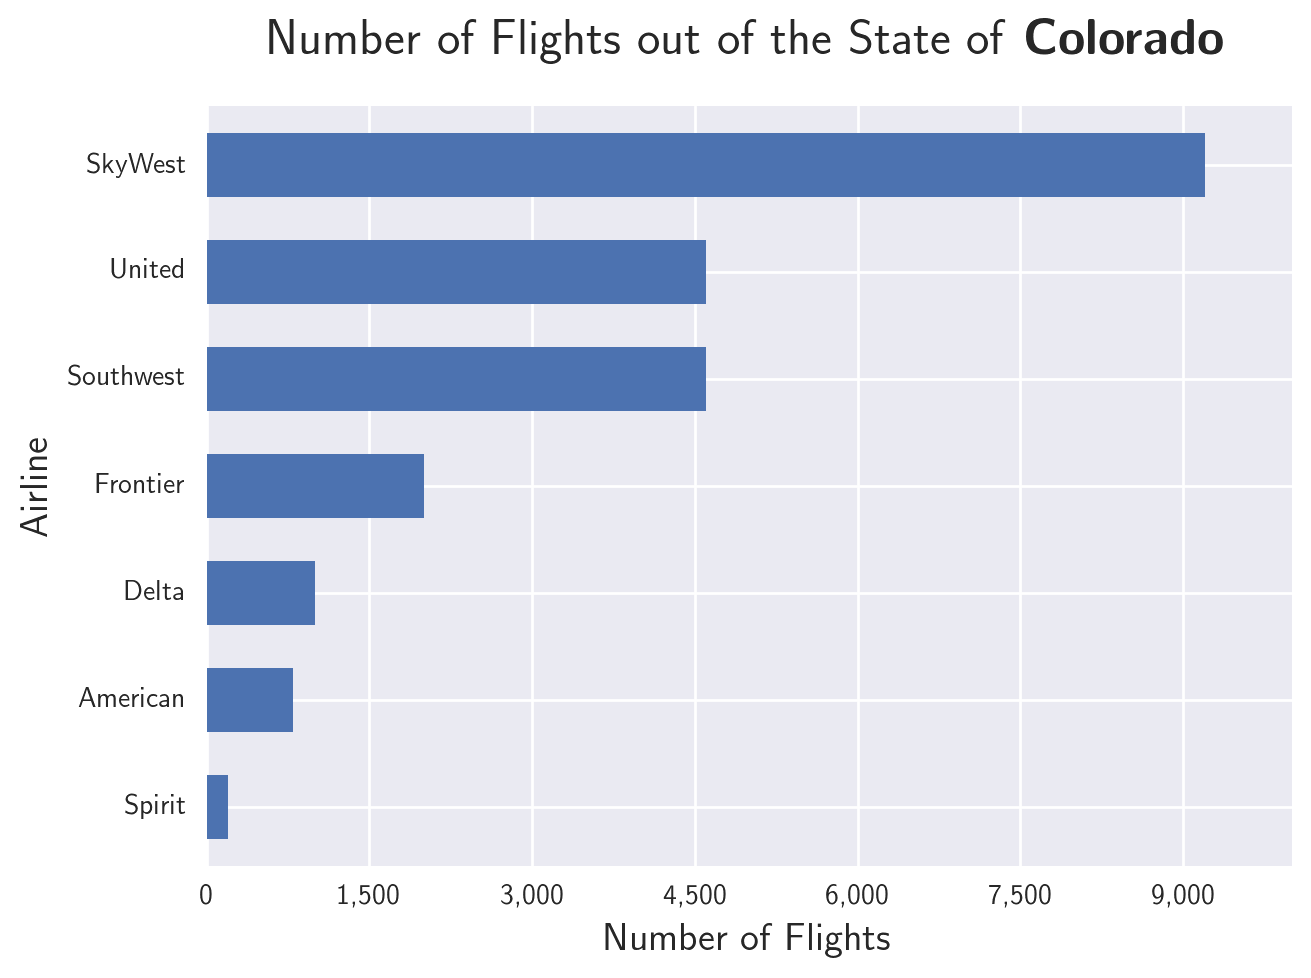 Number of Flights out of the State of Colorado
SkyWest
United
Southwest
Frontier
Delta
American
Spirit
Airline
0 1,500 3,000 4,500 6,000 7,500 9,000
Number of Flights